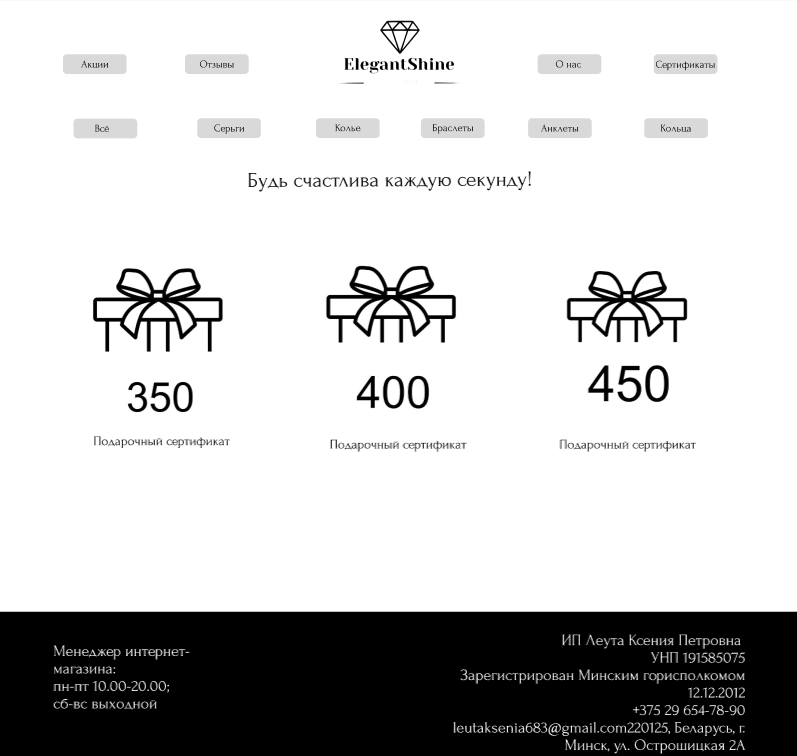 ElegantShine
Акции
Отзывы
О нас
Сертификаты
Всё
Серьги
Колье
Браслеты
Анклеты
Кольца
Будь счастлива каждую секунду!
350
400
450
Подарочный сертификат
Подарочный сертификат
Подарочный сертификат
Менеджер интернет-
магазина:
пн-пт 10.00-20.00;
сб-вс выходной
ИП Леута Ксения Петровна
УНП 191585075
Зарегистрирован Минским горисполкомом
12.12.2012
+375 29 654-78-90
leutaksenia683@gmail.com220125, Беларусь, г.
Минск, ул. Острошицкая 2А